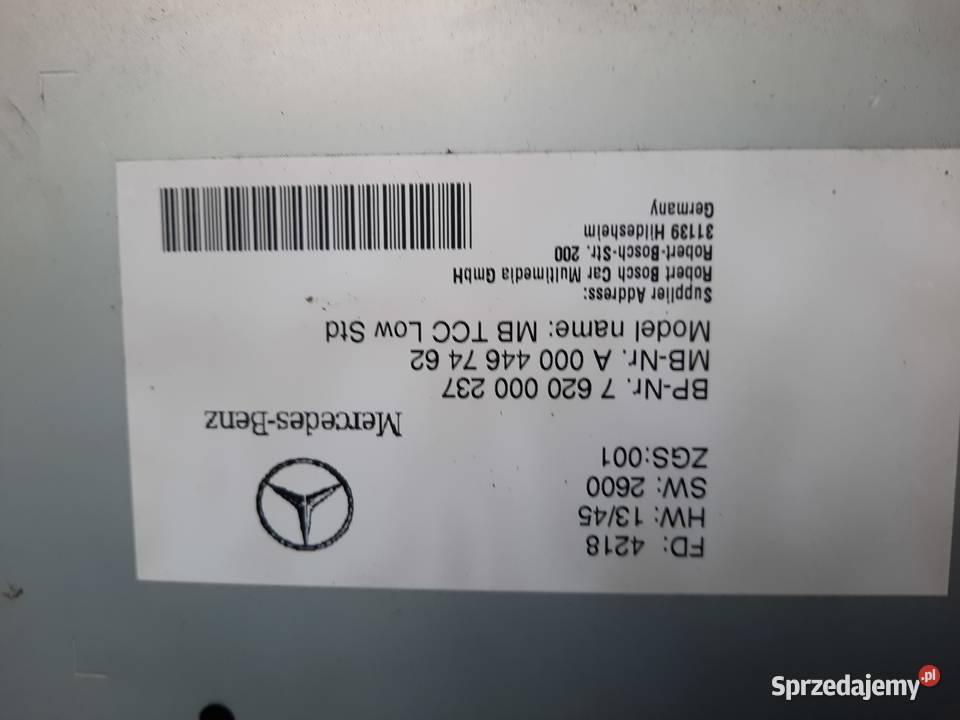 FD: 4218
HW: 13/45
SW: 2600
ZGS:001
Mercedes-Benz
BP-Nr. 7 620 000 237
MB-Nr. A 000 446 74 62
Model name: MB TCC Low Std
Supplier Address:
Robert Bosch Car Multimedia GmbH
Robert-Bosch-Str. 200
31139 Hildesheim
Germany
Sprzedajemy.pl